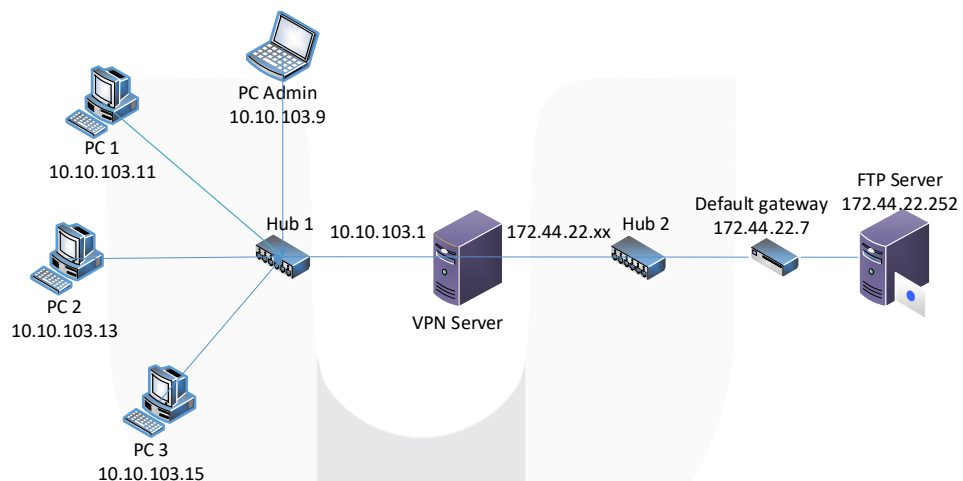 PC Admin
10.10.103.9
PC 1
10.10.103.11
Hub 1
10.10.103.1
172.44.22.xx
Hub 2
Default gateway
172.44.22.7
FTP Server
172.44.22.252
PC 2
10.10.103.13
VPN Server
PC 3
10.10.103.15